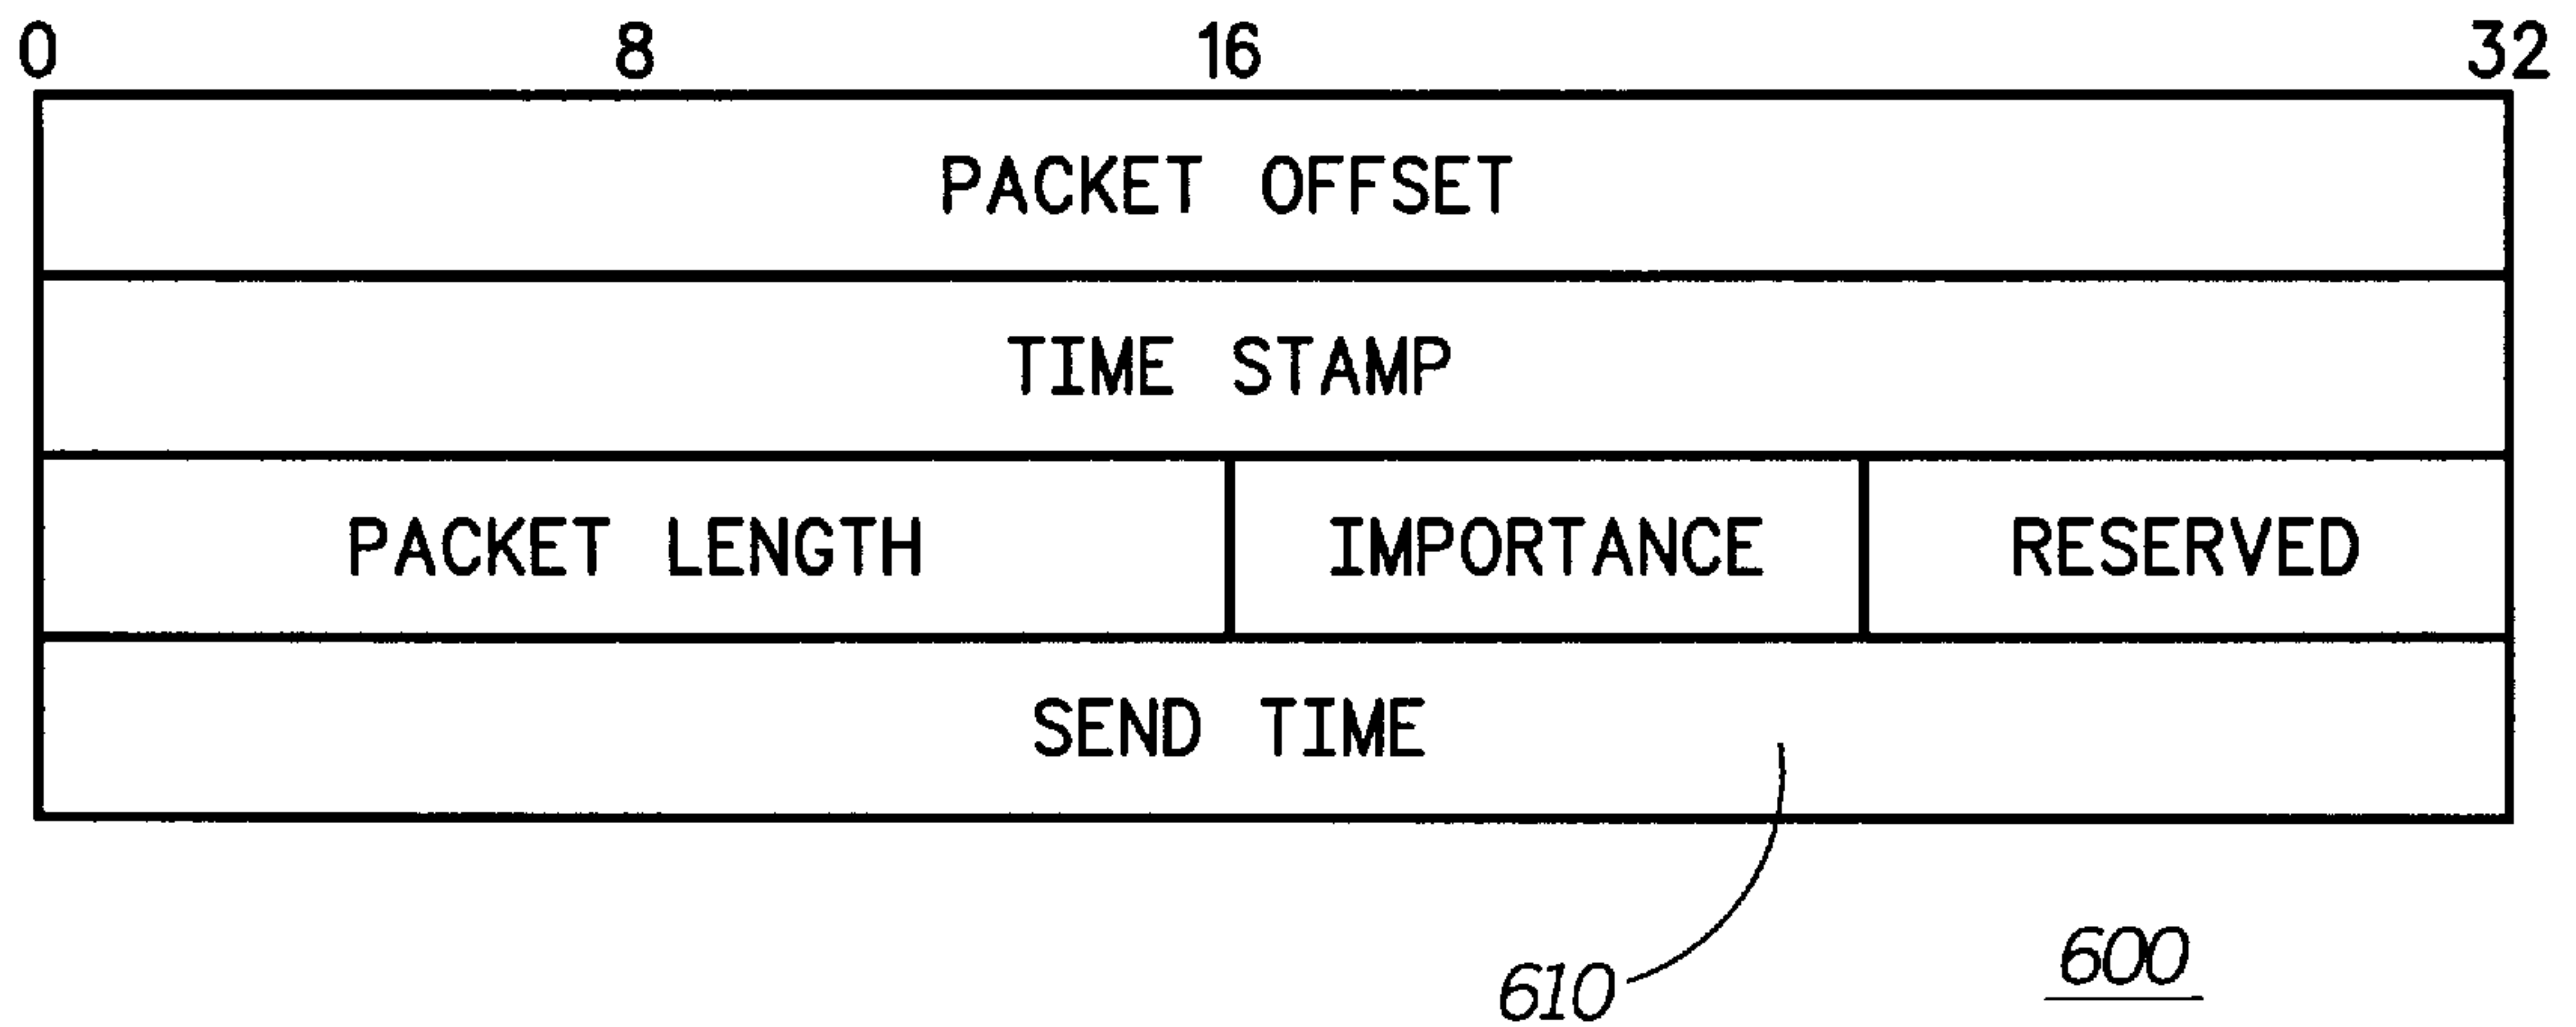 0 8 16 32
PACKET OFFSET
TIME STAMP
PACKET LENGTH IMPORTANCE RESERVED
SEND TIME
610
600